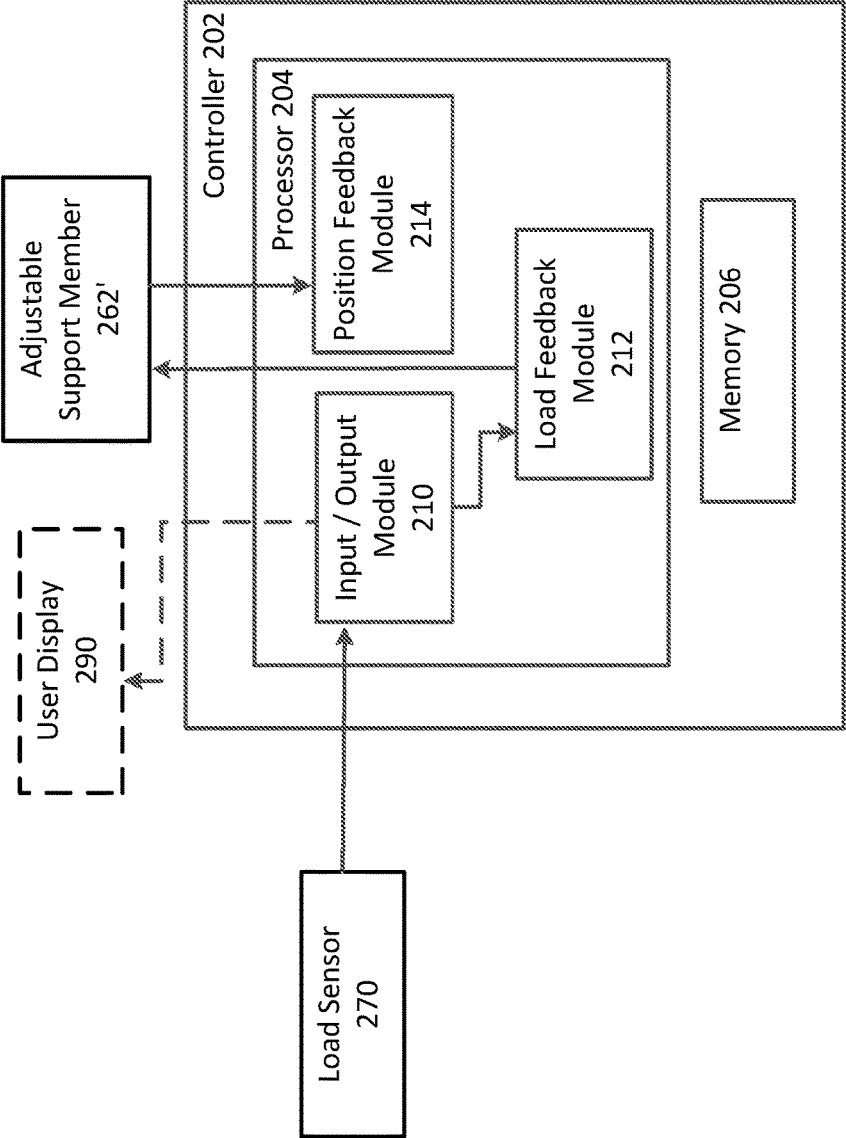 User Display
290
Adjustable
Support Member
262'
Controller 202
Processor 204
Load Sensor
270
Input / Output
Module
210
Position Feedback
Module
214
Load Feedback
Module
212
Memory 206